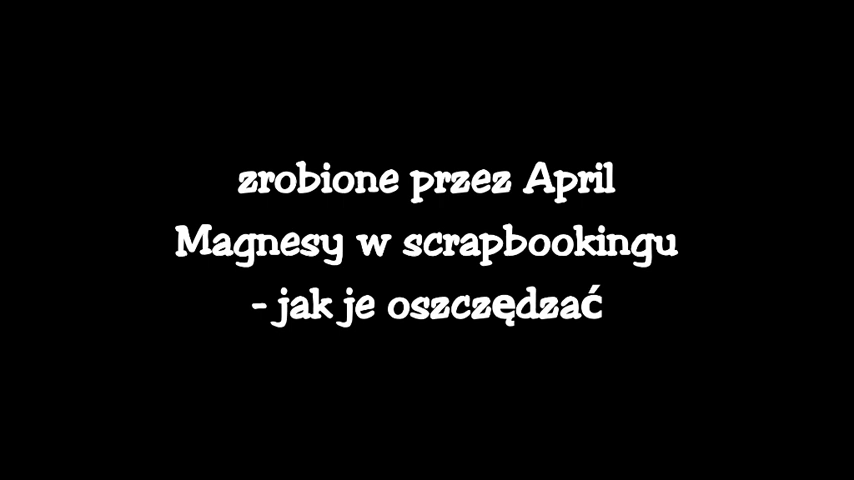 zrobione przez April
Magnesy w scrapbookingu
- jak je oszczędzać